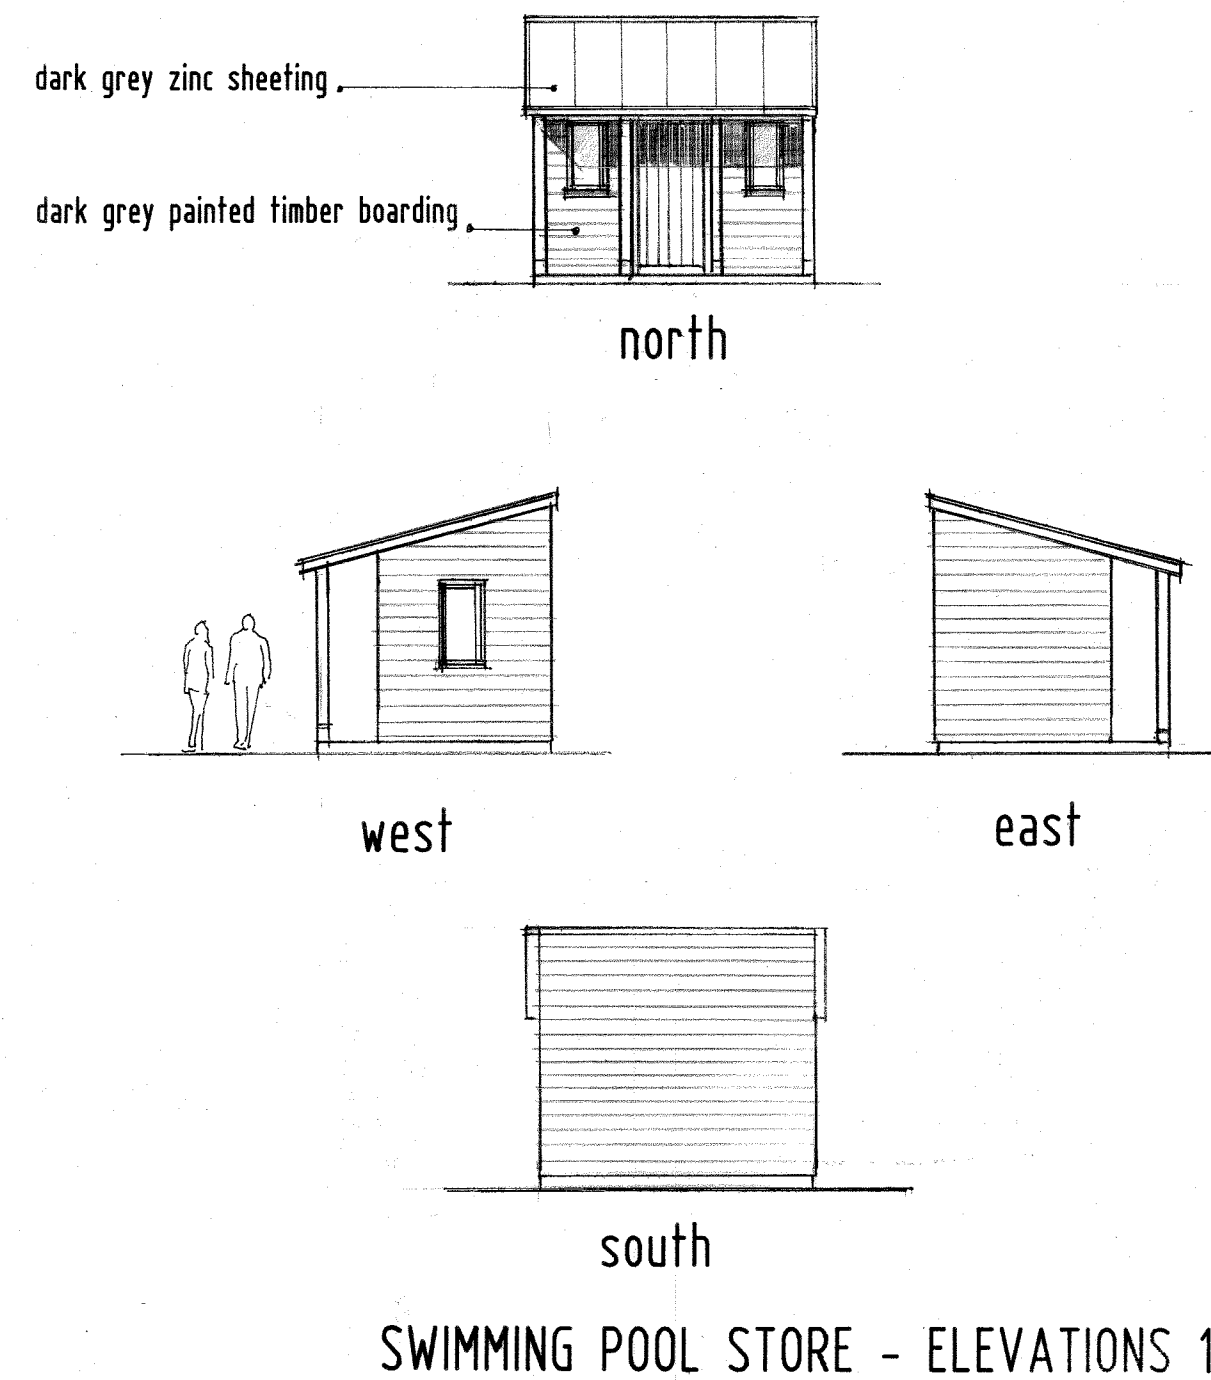 dark grey zinc sheeting
dark grey painted timber boarding
north
west
east
south
SWIMMING POOL STORE - ELEVATIONS 1